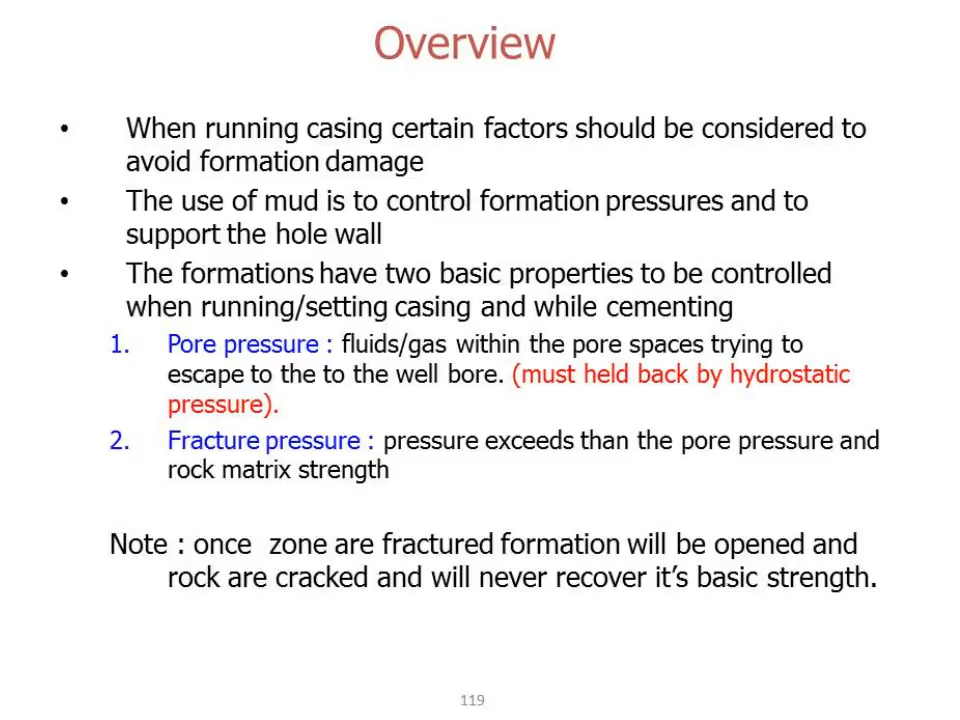 Overview
• When running casing certain factors should be considered to
avoid formation damage
• The use of mud is to control formation pressures and to
support the hole wall
• The formations have two basic properties to be controlled
when running/setting casing and while cementing
1. Pore pressure : fluids/gas within the pore spaces trying to
escape to the to the well bore. (must held back by hydrostatic
pressure).
2. Fracture pressure : pressure exceeds than the pore pressure and
rock matrix strength
Note : once zone are fractured formation will be opened and
rock are cracked and will never recover it's basic strength.
119